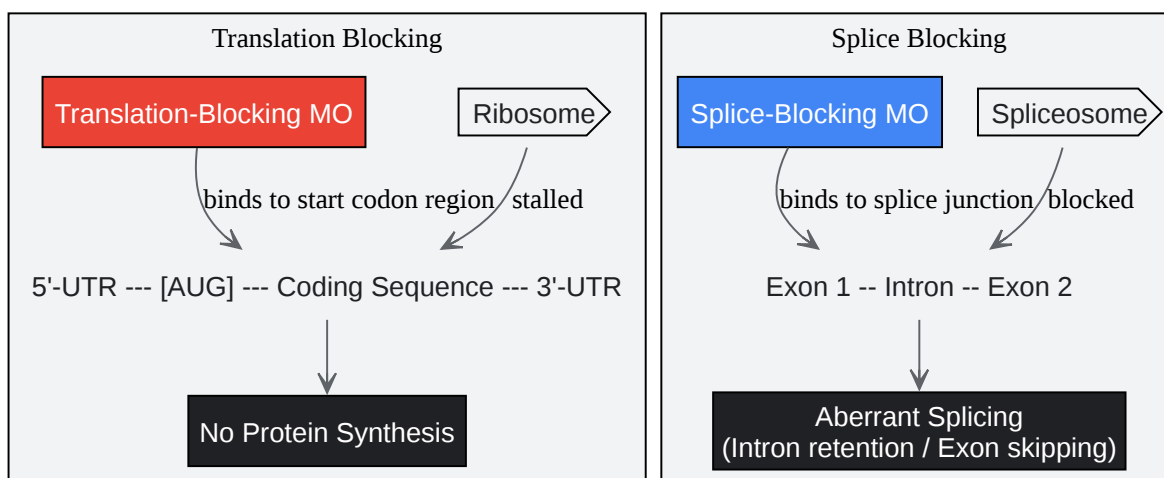 Translation Blocking
Translation-Blocking MO
Ribosome
binds to start codon region
stalled
5'-UTR --- [AUG] --- Coding Sequence --- 3'-UTR
No Protein Synthesis
Splice Blocking
Splice-Blocking MO
Spliceosome
binds to splice junction
blocked
Exon 1 -- Intron -- Exon 2
Aberrant Splicing
(Intron retention / Exon skipping)